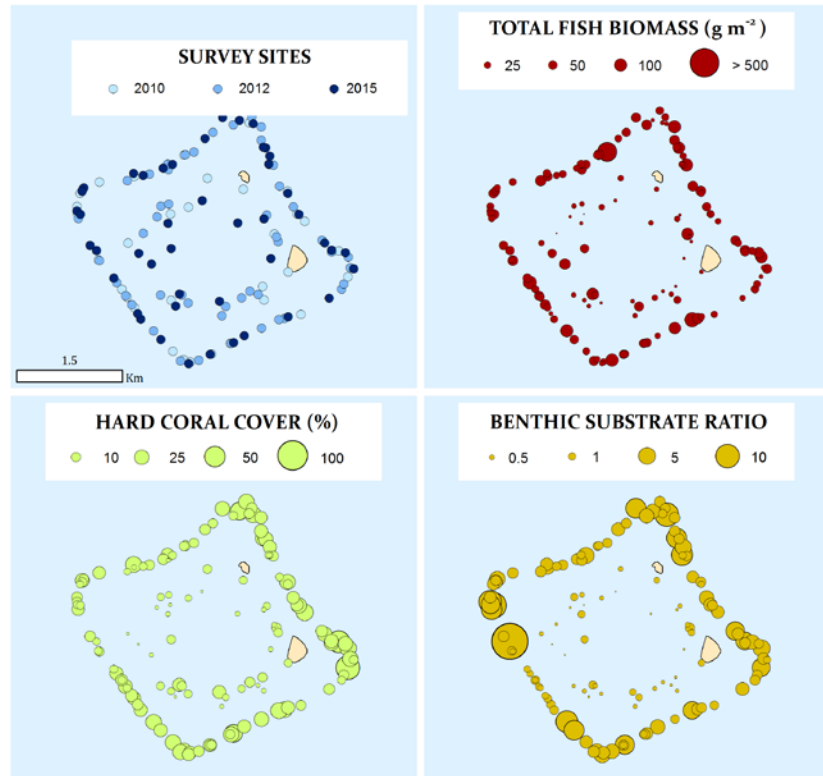 SURVEY SITES
2010 2012 2015
1.5
Km
TOTAL FISH BIOMASS (g m⁻²)
25 50 100 > 500
HARD CORAL COVER (%)
10 25 50 100
BENTHIC SUBSTRATE RATIO
0.5 1 5 10